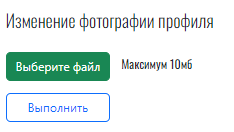 Изменение фотографии профиля
Выберите файл Максимум 10мб
Выполнить